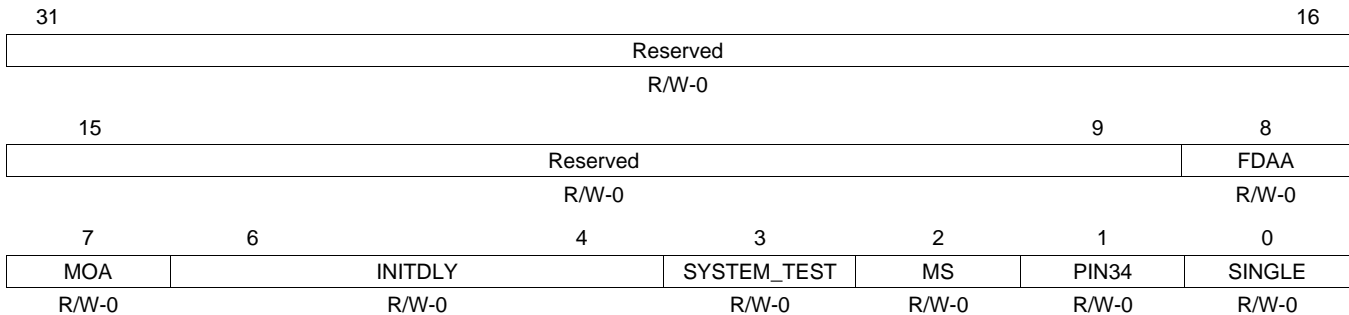 31 16
Reserved
R/W-0
15 9 8
Reserved FDAA
R/W-0 R/W-0
7 6 4 3 2 1 0
MOA INITDLY SYSTEM_TEST MS PIN34 SINGLE
R/W-0 R/W-0 R/W-0 R/W-0 R/W-0 R/W-0